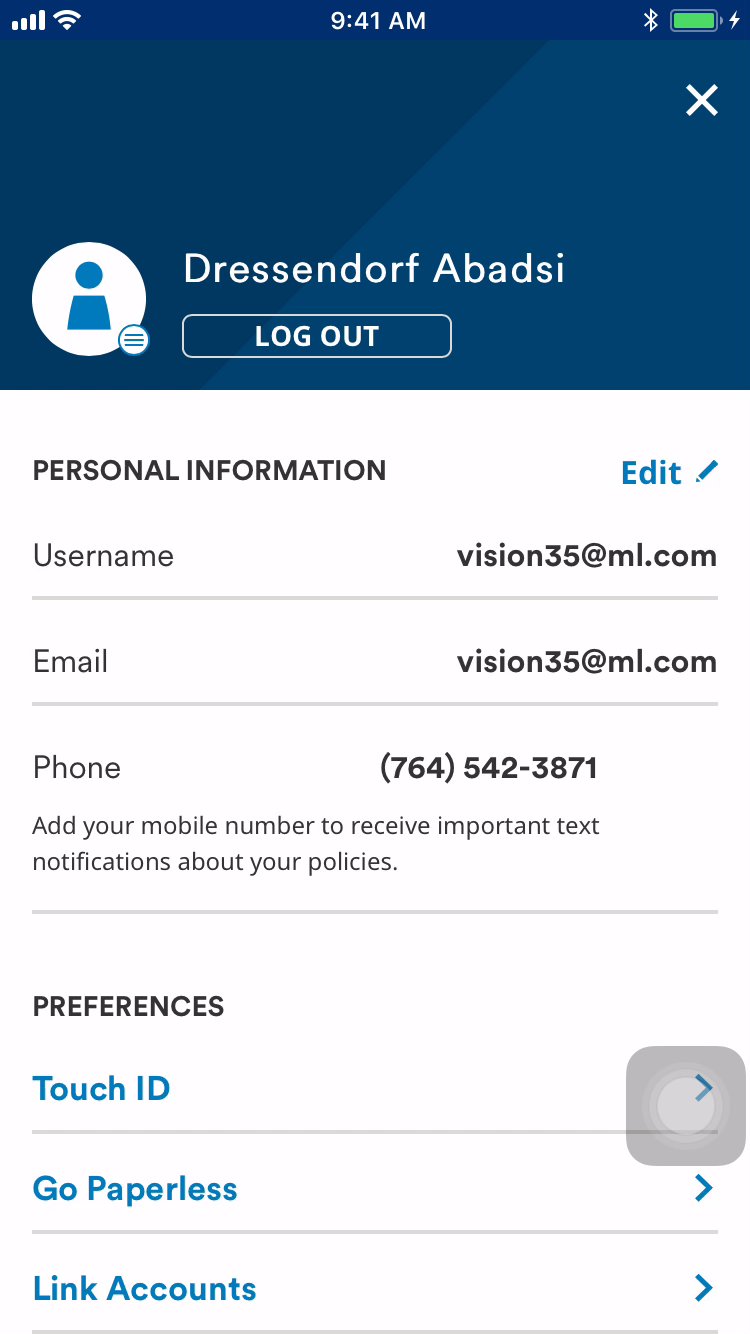 9:41 AM
Dressendorf Abadsi
LOG OUT
PERSONAL INFORMATION Edit
Username vision35@ml.com
Email vision35@ml.com
Phone (764) 542-3871
Add your mobile number to receive important text
notifications about your policies.
PREFERENCES
Touch ID
Go Paperless
Link Accounts